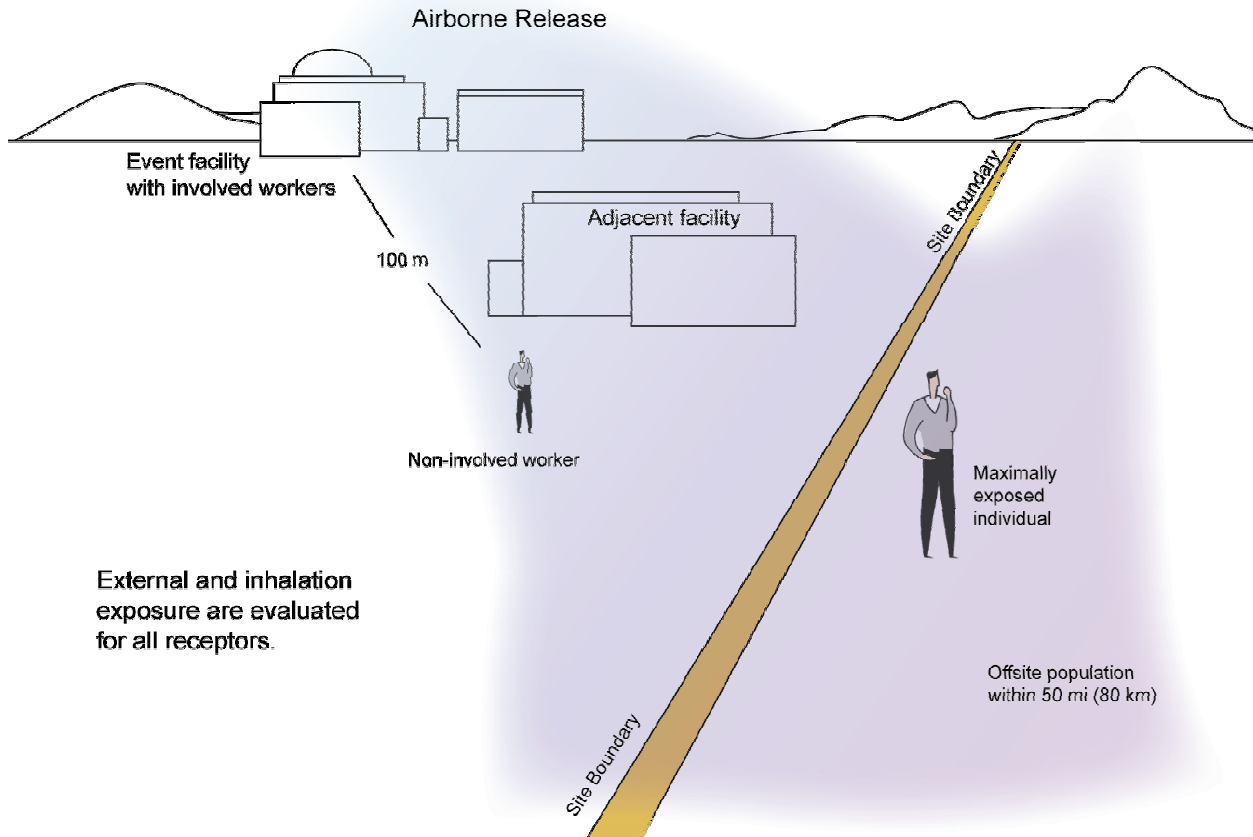 Airborne Release
Event facility
with involved workers
Site Boundary
Adjacent facility
100 m
Non-involved worker
Maximally
exposed
individual
External and inhalation
exposure are evaluated
for all receptors.
Offsite population
within 50 mi (80 km)
Site Boundary